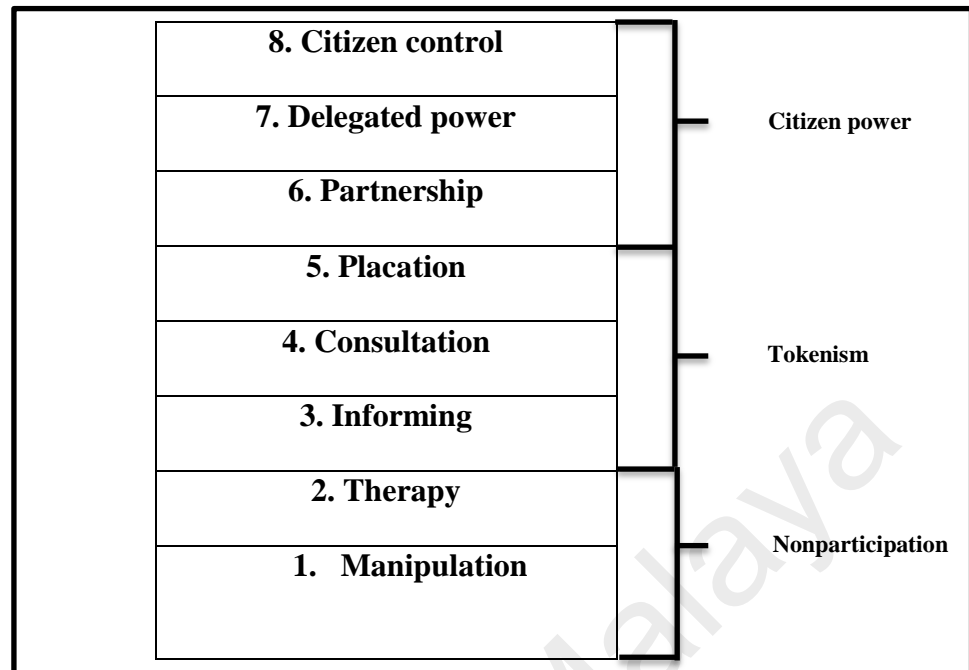 8. Citizen control
7. Delegated power
Citizen power
6. Partnership
5. Placation
4. Consultation
Tokenism
3. Informing
2. Therapy
Nonparticipation
1. Manipulation
Malaya